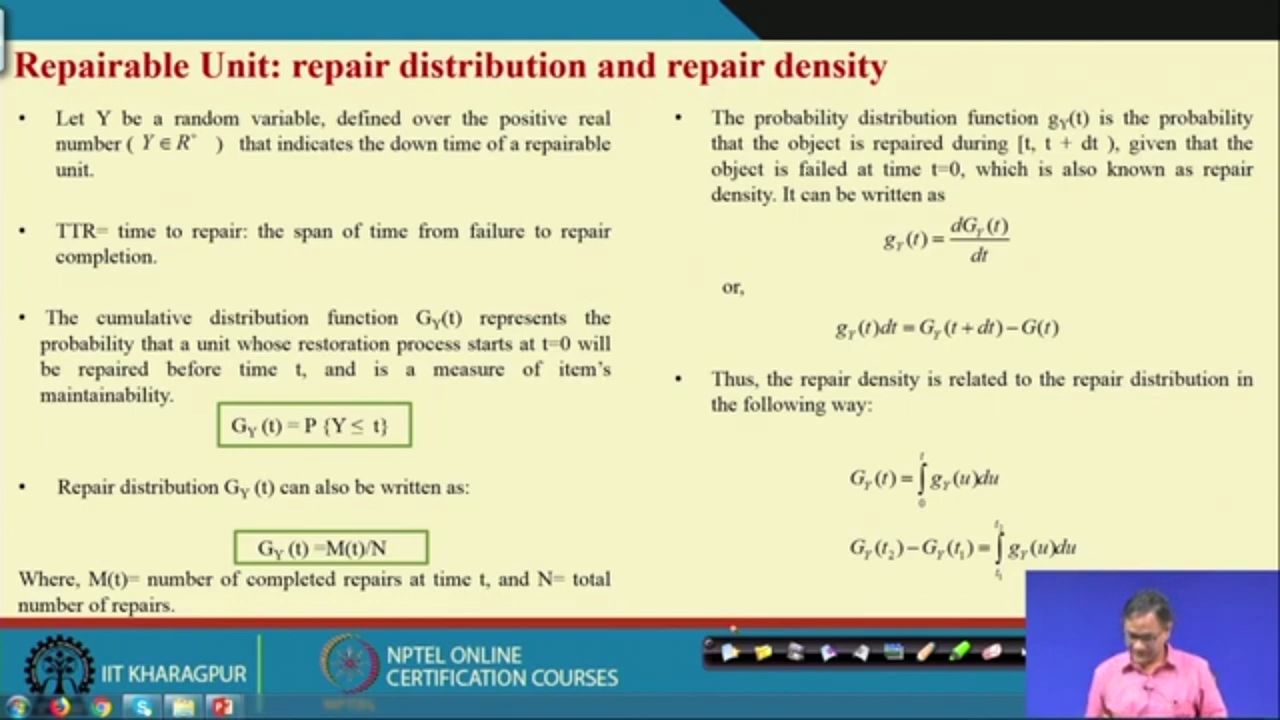 Repairable Unit: repair distribution and repair density
• Let Y be a random variable, defined over the positive real
number ( Y ∈ R⁺ ) that indicates the down time of a repairable
unit.
• TTR= time to repair: the span of time from failure to repair
completion.
• The cumulative distribution function G_Y(t) represents the
probability that a unit whose restoration process starts at t=0 will
be repaired before time t, and is a measure of item's
maintainability.
G_Y (t) = P {Y ≤ t}
• Repair distribution G_Y (t) can also be written as:
G_Y (t) =M(t)/N
Where, M(t)= number of completed repairs at time t, and N= total
number of repairs.
• The probability distribution function g_Y(t) is the probability
that the object is repaired during [t, t + dt ), given that the
object is failed at time t=0, which is also known as repair
density. It can be written as
g_Y(t) = dG_Y(t)/dt
or,
g_Y(t)dt = G_Y(t+dt)−G(t)
• Thus, the repair density is related to the repair distribution in
the following way:
G_Y(t) = ∫₀ᵗ g_Y(u)du
G_Y(t₂)−G_Y(t₁) = ∫_{t₁}^{t₂} g_Y(u)du
IIT KHARAGPUR
NPTEL ONLINE
CERTIFICATION COURSES